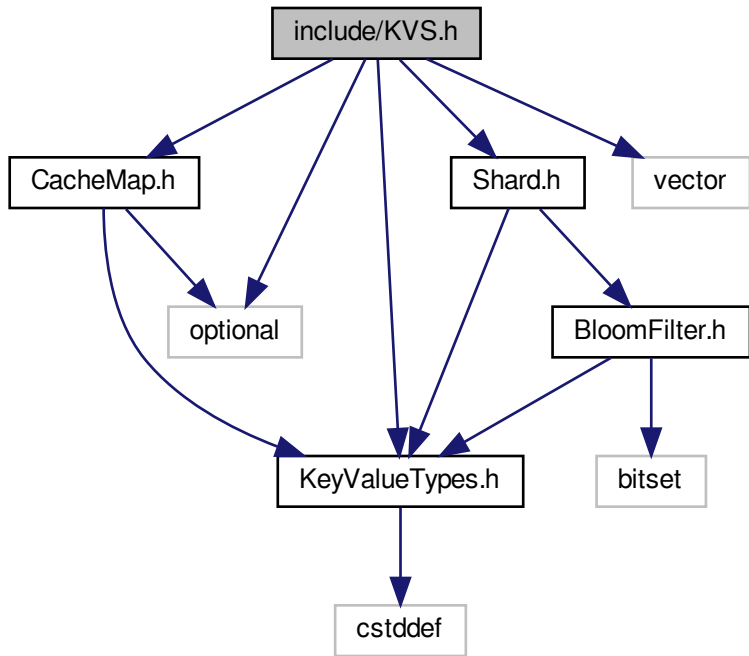 include/KVS.h
CacheMap.h
Shard.h
vector
optional
BloomFilter.h
KeyValueTypes.h
bitset
cstddef